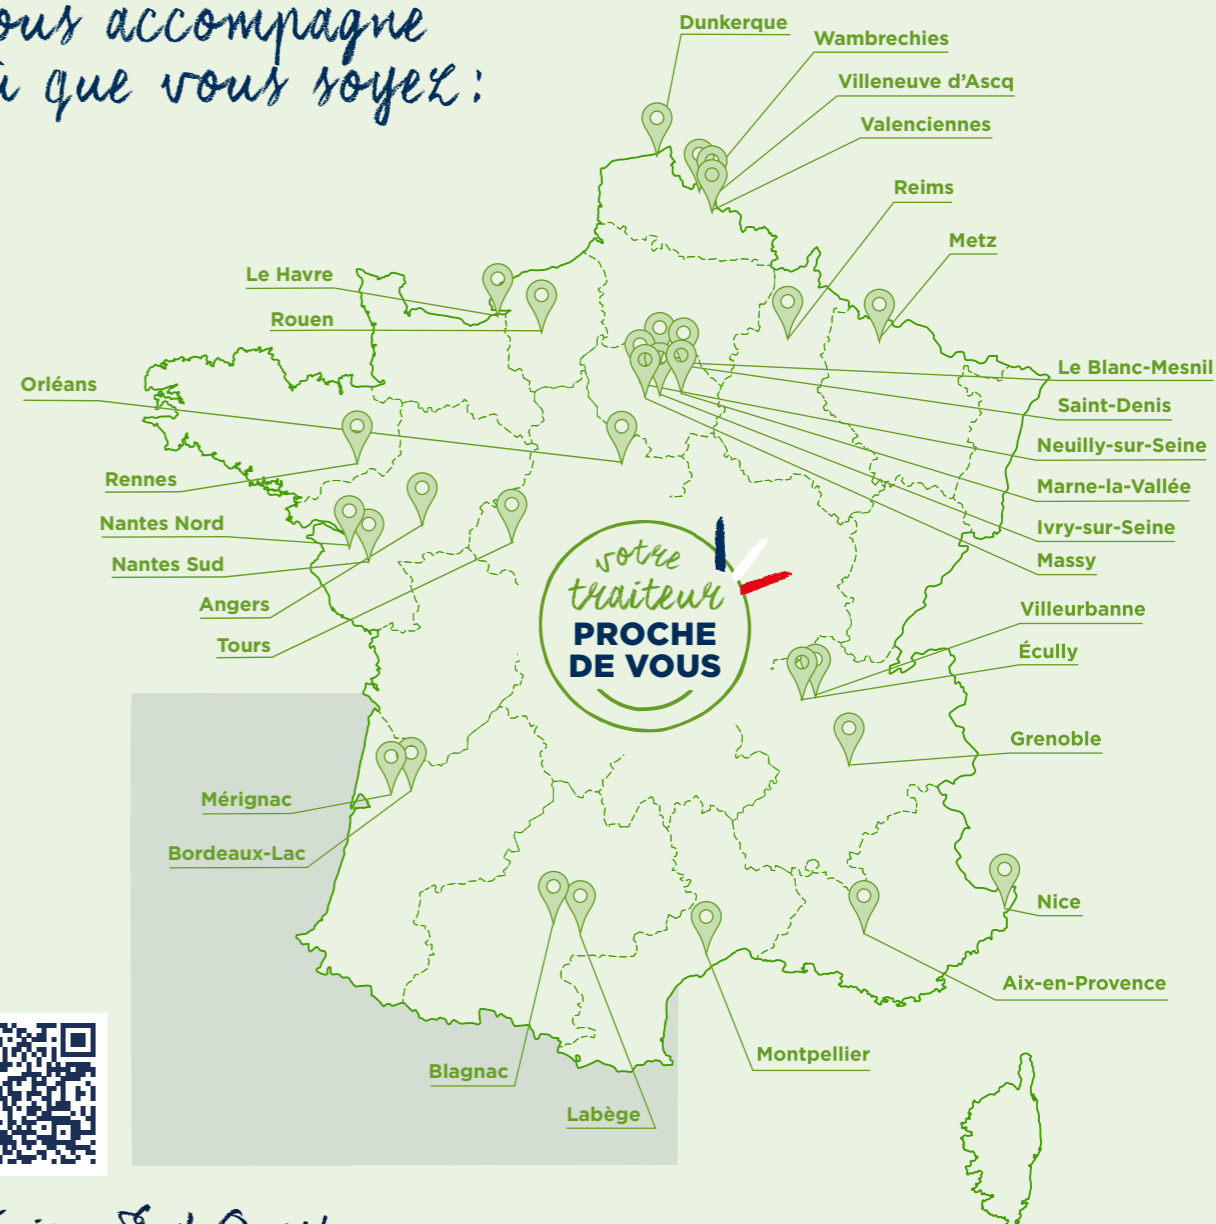 ous accompagne
ù que vous soyez :
Dunkerque
Wambrechies
Villeneuve d'Ascq
Valenciennes
Reims
Metz
Le Havre
Rouen
Orléans
Le Blanc-Mesnil
Saint-Denis
Neuilly-sur-Seine
Marne-la-Vallée
Ivry-sur-Seine
Massy
Rennes
Nantes Nord
Nantes Sud
Angers
Tours
votre
traiteur
PROCHE
DE VOUS
Villeurbanne
Écully
Grenoble
Mérignac
Bordeaux-Lac
Nice
Aix-en-Provence
Montpellier
Blagnac
Labège